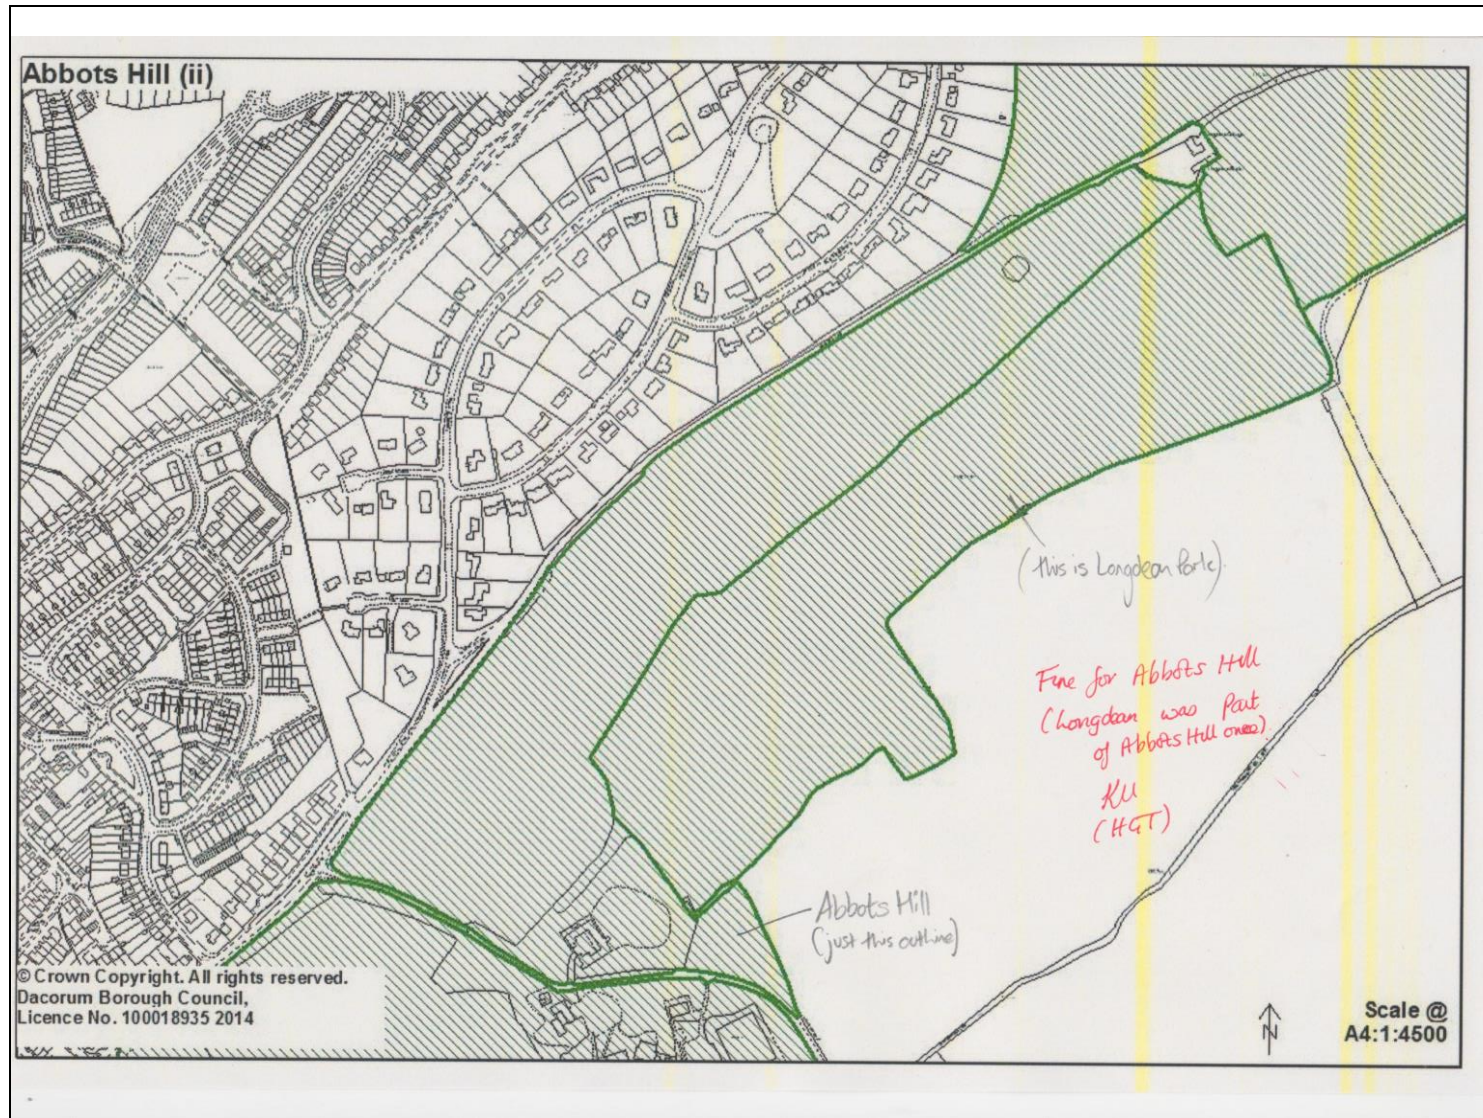 Abbots Hill (ii)
(this is Longdean Park).
Fine for Abbots Hill
(Longdean was Part
of Abbots Hill once)
KU
(HGT)
Abbots Hill
(just this outline)
© Crown Copyright. All rights reserved.
Dacorum Borough Council,
Licence No. 100018935 2014
N
Scale @
A4:1:4500